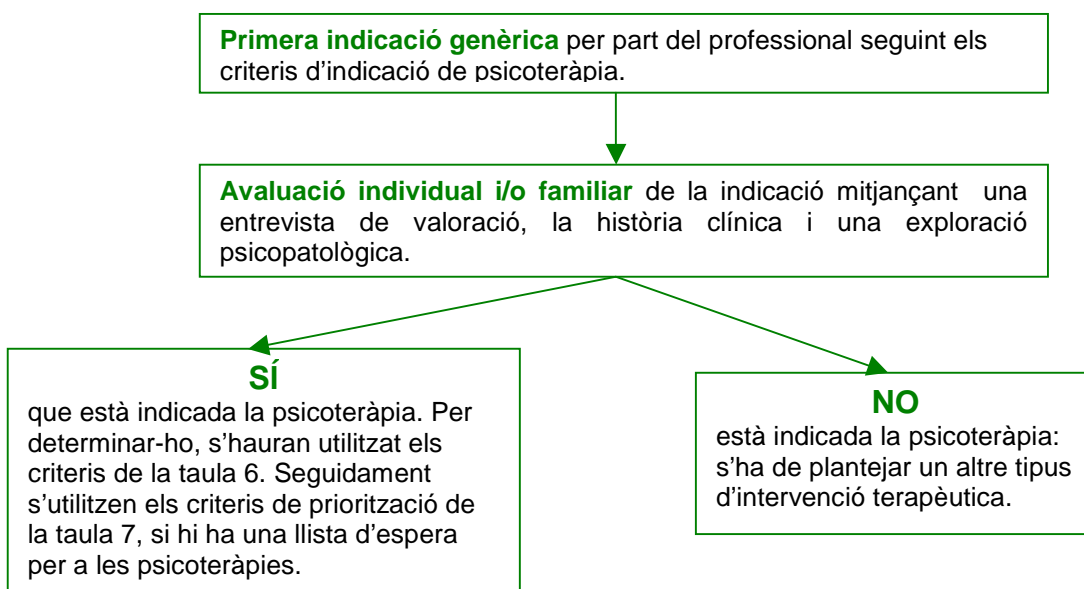 Primera indicació genèrica per part del professional seguint els
criteris d'indicació de psicoteràpia.
Avaluació individual i/o familiar de la indicació mitjançant una
entrevista de valoració, la història clínica i una exploració
psicopatològica.
SÍ
que està indicada la psicoteràpia. Per
determinar-ho, s'hauran utilitzat els
criteris de la taula 6. Seguidament
s'utilitzen els criteris de priorització de
la taula 7, si hi ha una llista d'espera
per a les psicoteràpies.
NO
està indicada la psicoteràpia:
s'ha de plantejar un altre tipus
d'intervenció terapèutica.